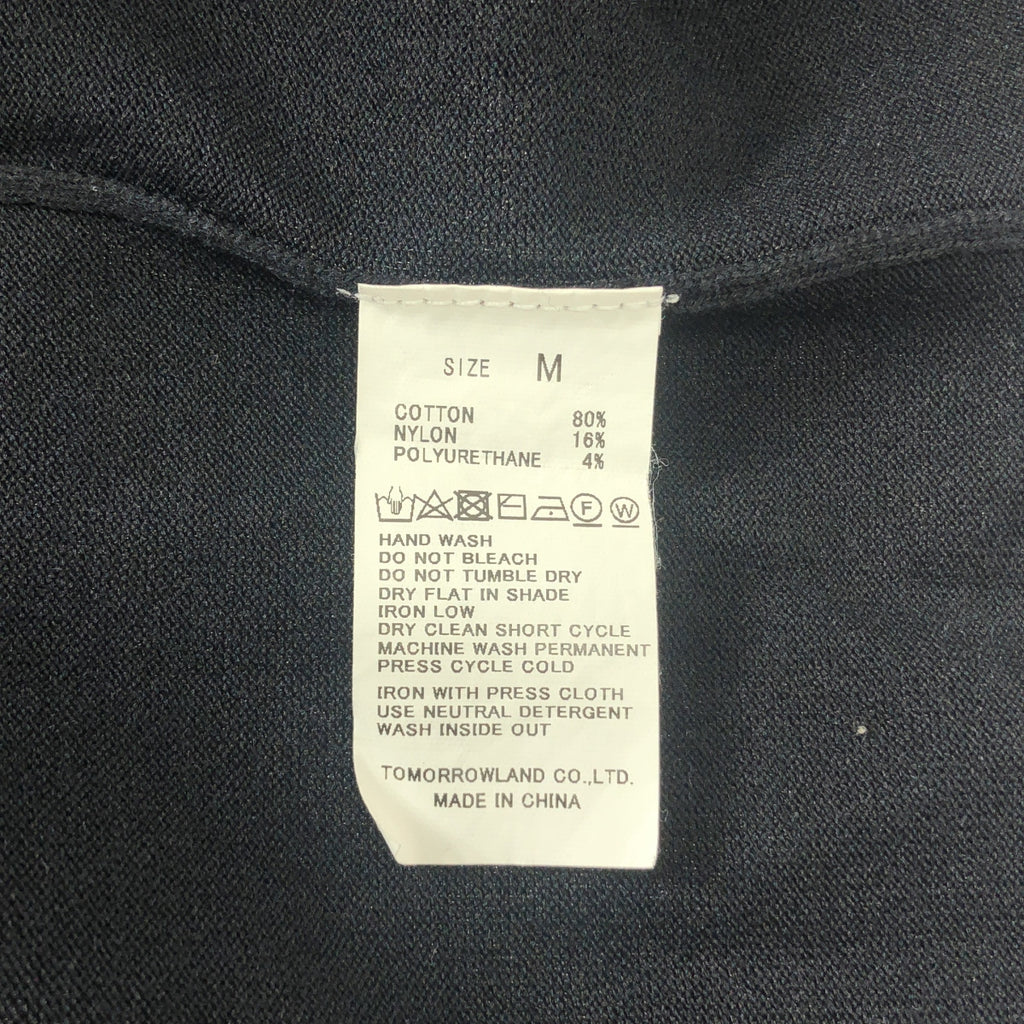 SIZE M
COTTON 80%
NYLON 16%
POLYURETHANE 4%
F W
HAND WASH
DO NOT BLEACH
DO NOT TUMBLE DRY
DRY FLAT IN SHADE
IRON LOW
DRY CLEAN SHORT CYCLE
MACHINE WASH PERMANENT
PRESS CYCLE COLD
IRON WITH PRESS CLOTH
USE NEUTRAL DETERGENT
WASH INSIDE OUT
TOMORROWLAND CO.,LTD.
MADE IN CHINA